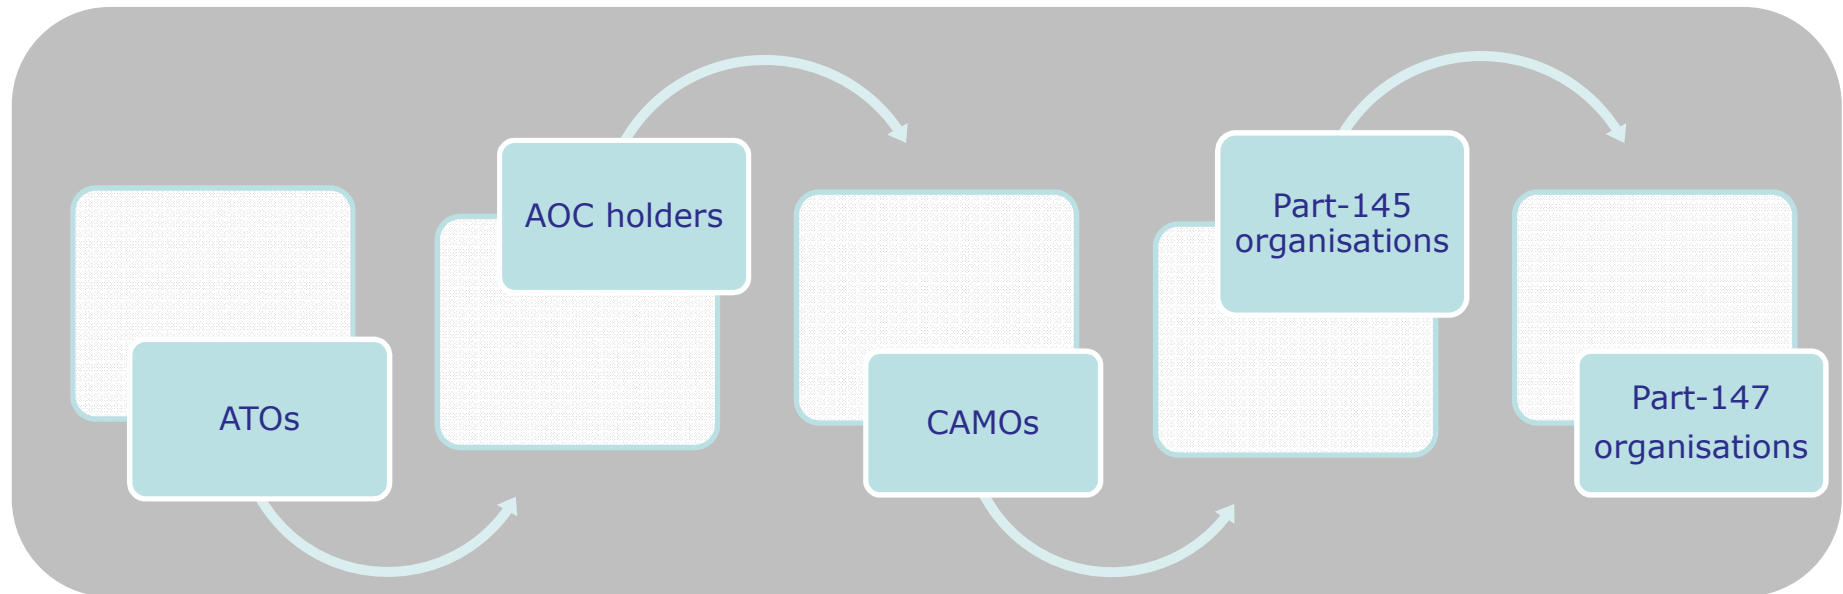 ATOs
AOC holders
CAMOs
Part-145
organisations
Part-147
organisations